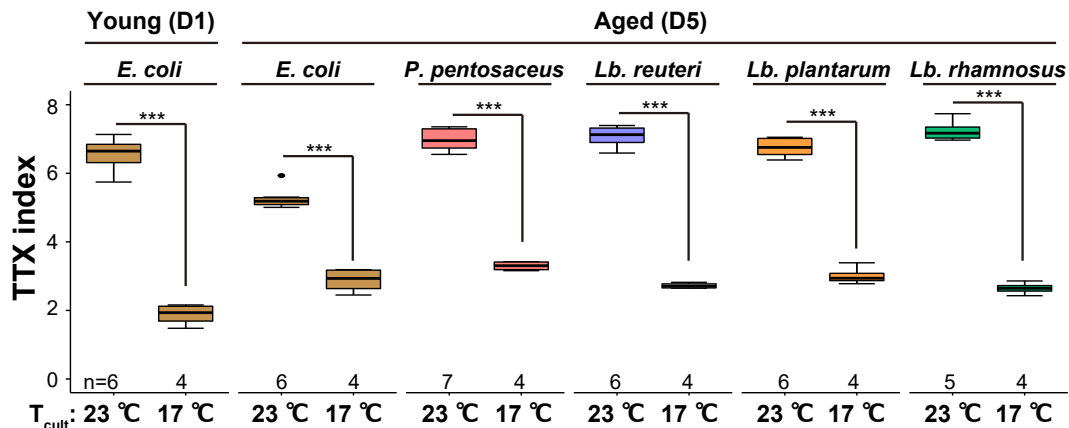 Young (D1) Aged (D5)
E. coli E. coli P. pentosaceus Lb. reuteri Lb. plantarum Lb. rhamnosus
*** *** *** *** *** ***
TTX index
8
6
4
2
0
n=6 4 6 4 7 4 6 4 6 4 5 4
Tcult: 23 °C 17 °C 23 °C 17 °C 23 °C 17 °C 23 °C 17 °C 23 °C 17 °C 23 °C 17 °C